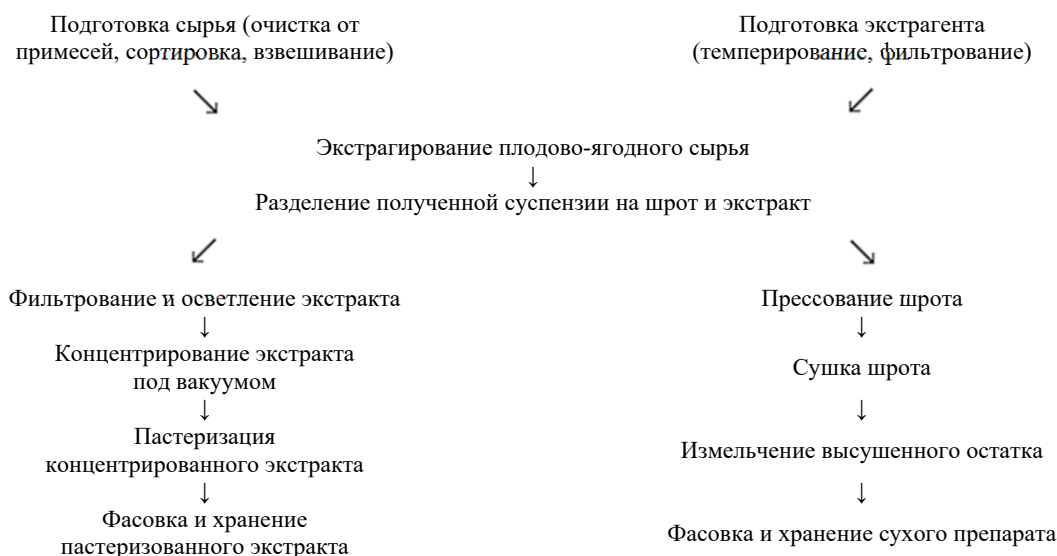 Подготовка сырья (очистка от
примесей, сортировка, взвешивание)
Подготовка экстрагента
(темперирование, фильтрование)
↘
↙
Экстрагирование плодово-ягодного сырья
↓
Разделение полученной суспензии на шрот и экстракт
↙
↘
Фильтрование и осветление экстракта
↓
Концентрирование экстракта
под вакуумом
↓
Пастеризация
концентрированного экстракта
↓
Фасовка и хранение
пастеризованного экстракта
Прессование шрота
↓
Сушка шрота
↓
Измельчение высушенного остатка
↓
Фасовка и хранение сухого препарата